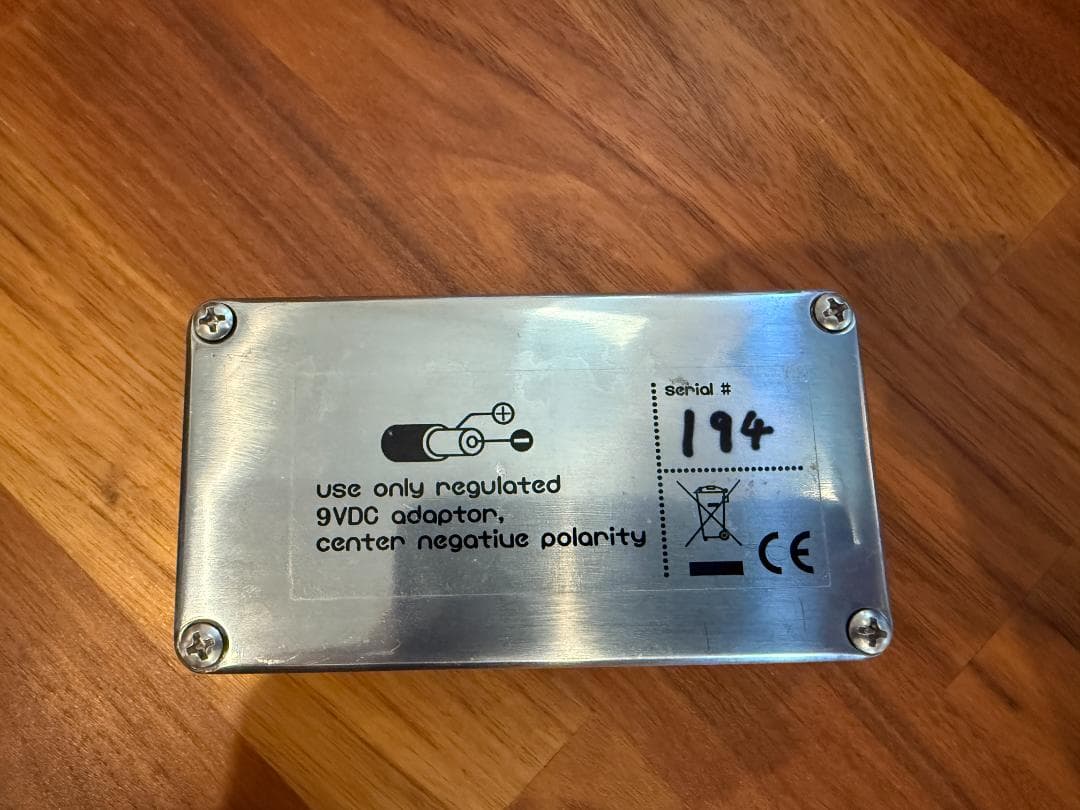 use only regulated
9VDC adaptor,
center negative polarity
serial #
194
CE